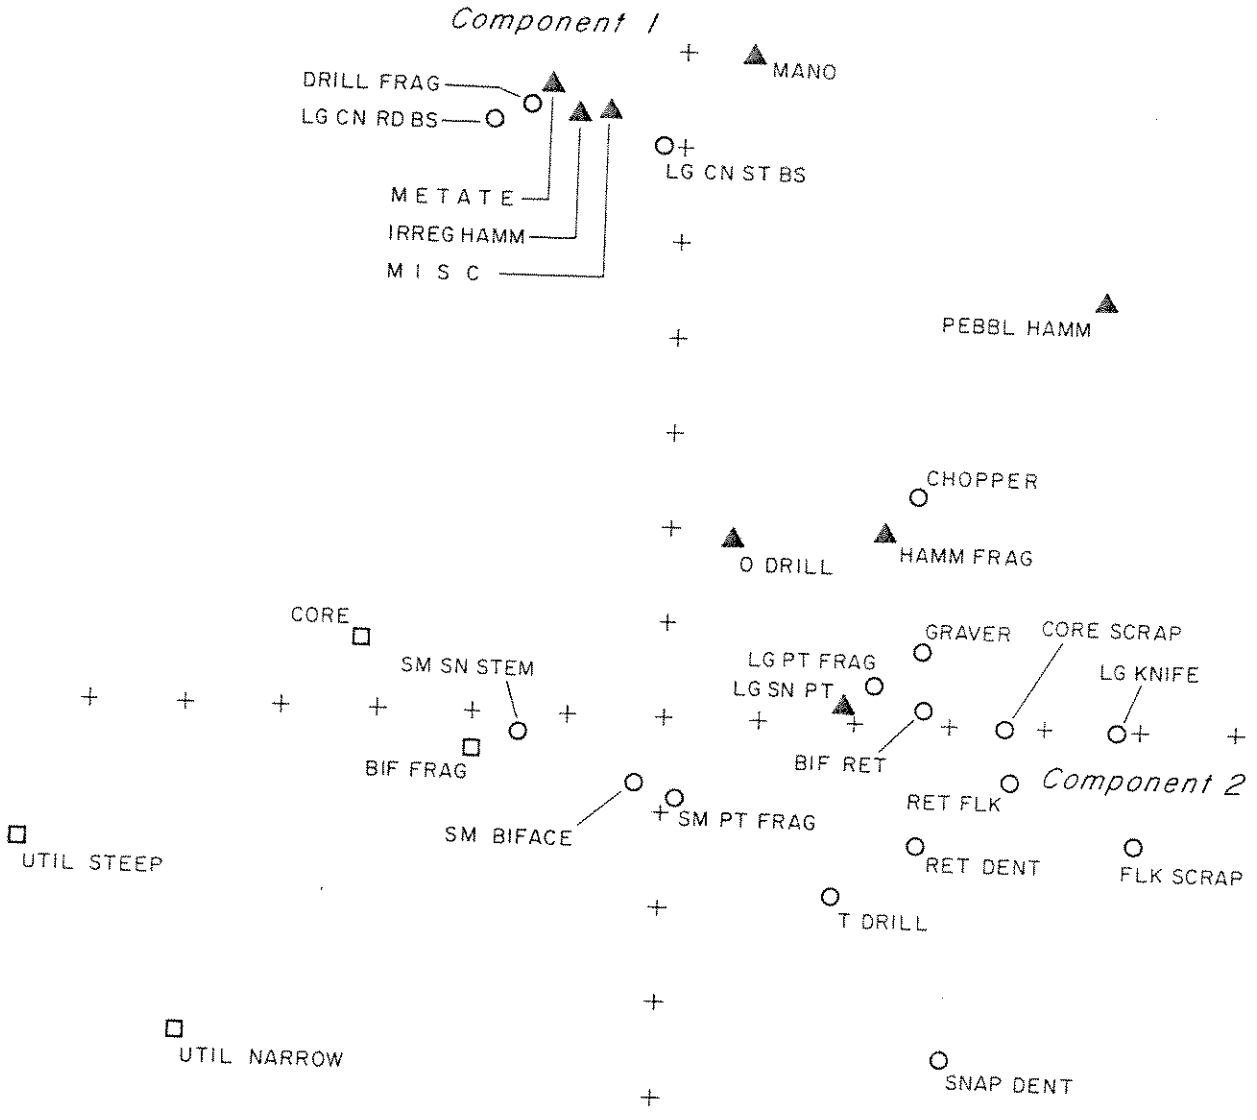 Component 1
MANO
DRILL FRAG
LG CN RD BS
LG CN ST BS
METATE
IRREG HAMM
MISC
PEBBL HAMM
CHOPPER
O DRILL
HAMM FRAG
CORE
GRAVER
CORE SCRAP
SM SN STEM
LG PT FRAG
LG KNIFE
LG SN PT
BIF FRAG
BIF RET
Component 2
RET FLK
SM BIFACE
SM PT FRAG
UTIL STEEP
RET DENT
FLK SCRAP
T DRILL
UTIL NARROW
SNAP DENT